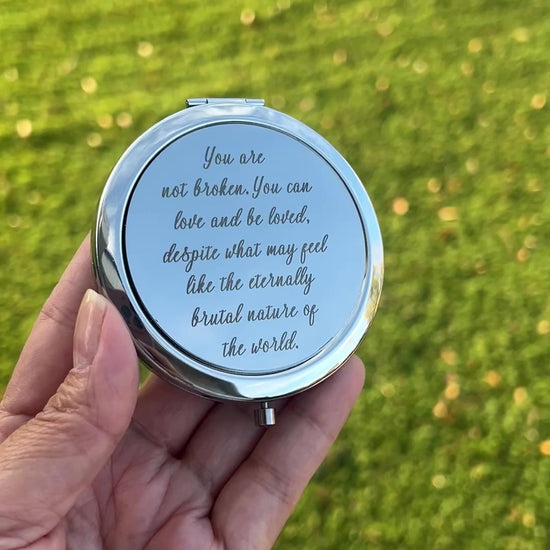 You are
not broken. You can
love and be loved,
despite what may feel
like the eternally
brutal nature of
the world.